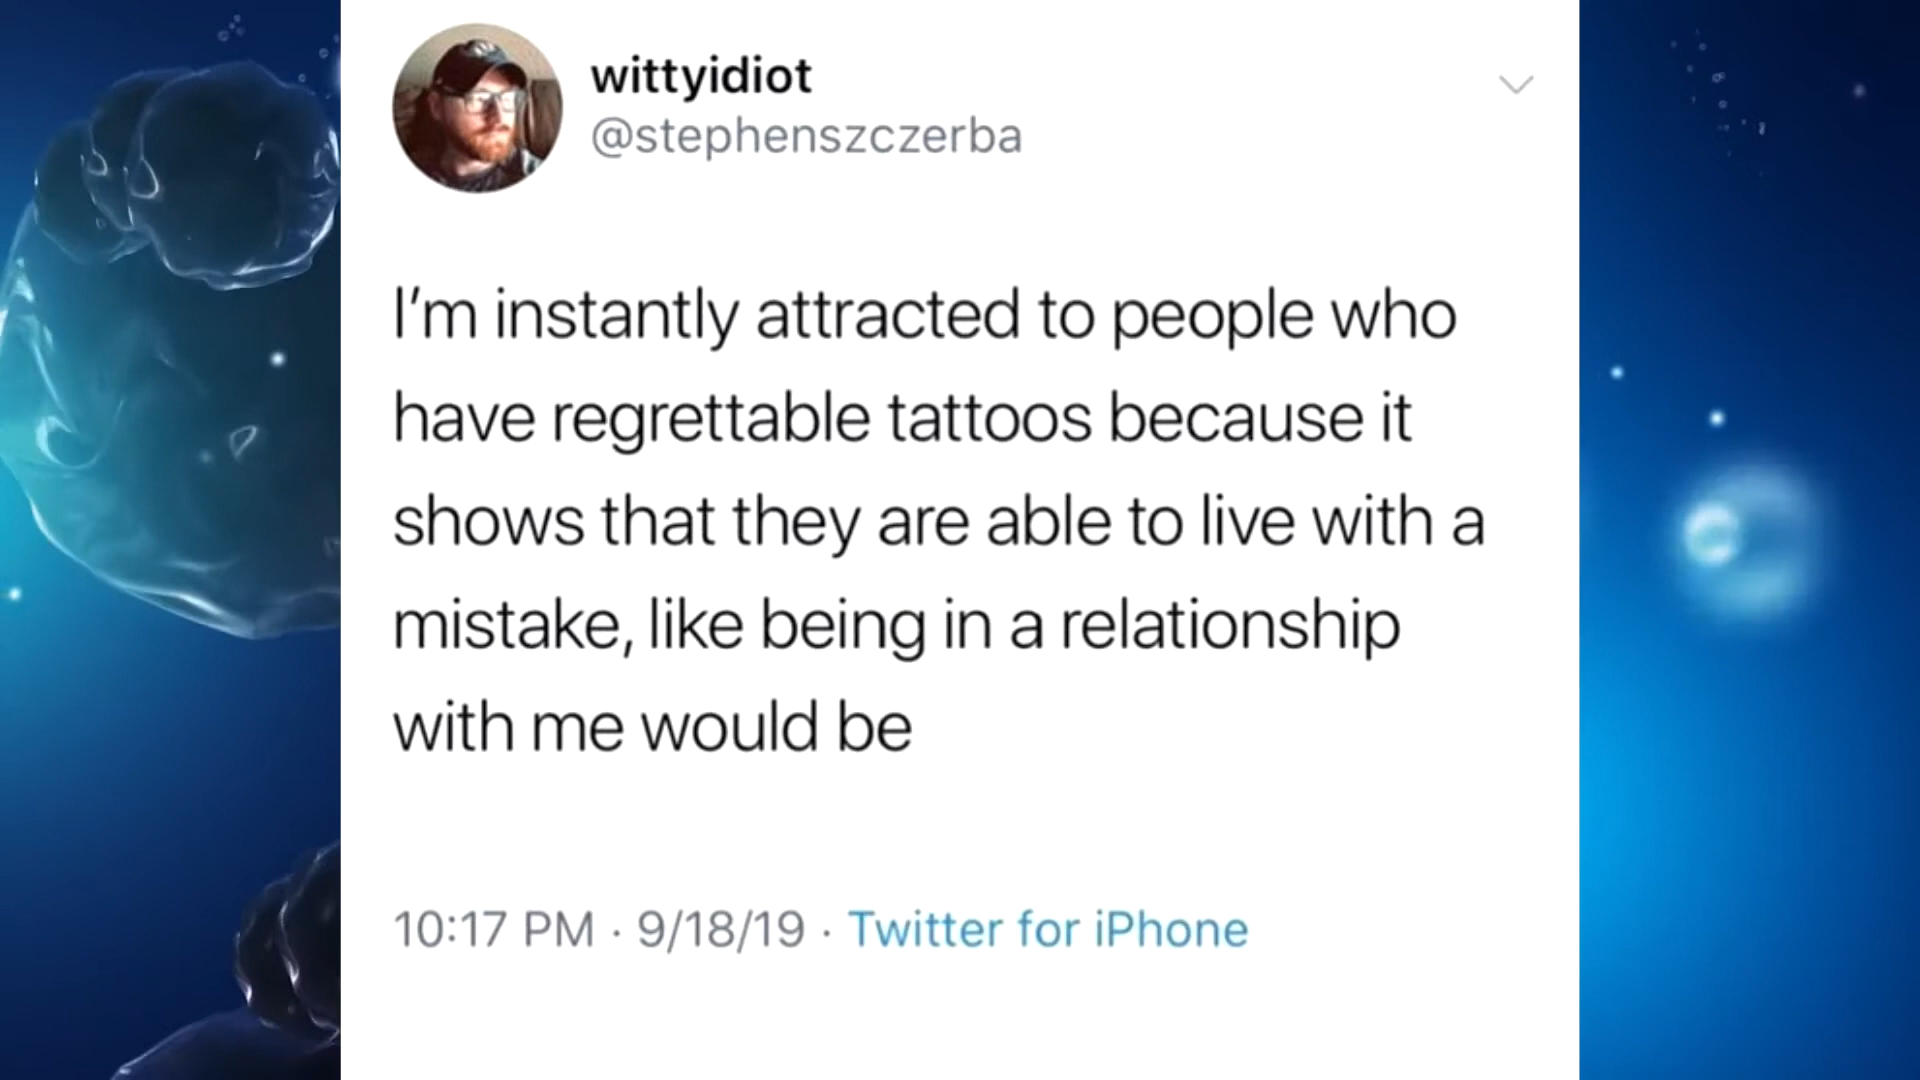 wittyidiot
@stephenszczerba
I'm instantly attracted to people who
have regrettable tattoos because it
shows that they are able to live with a
mistake, like being in a relationship
with me would be
10:17 PM · 9/18/19 · Twitter for iPhone